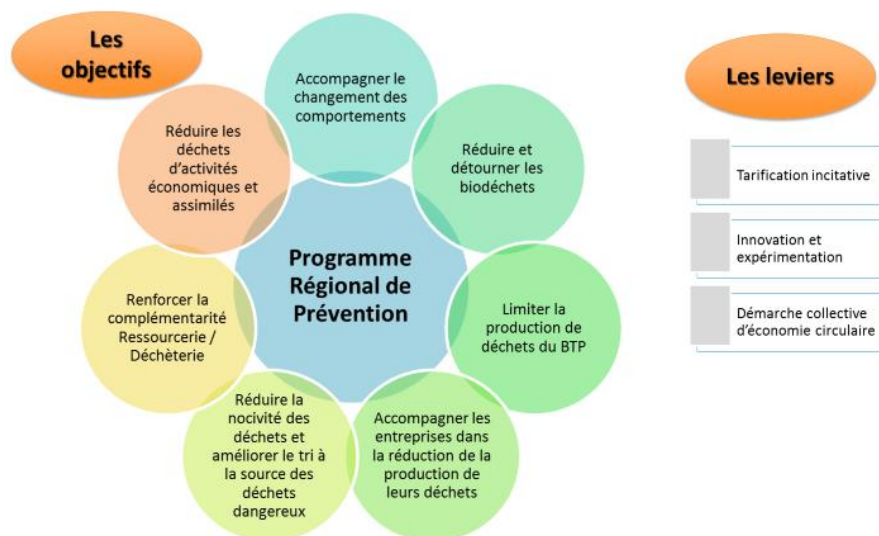 Les
objectifs
Accompagner le
changement des
comportements
Réduire et
détourner les
biodéchets
Limiter la
production de
déchets du BTP
Accompagner les
entreprises dans
la réduction de la
production de
leurs déchets
Réduire la
nocivité des
déchets et
améliorer le tri à
la source des
déchets
dangereux
Renforcer la
complémentarité
Ressourcerie /
Déchèterie
Réduire les
déchets
d'activités
économiques et
assimilés
Programme
Régional de
Prévention
Les leviers
Tarification incitative
Innovation et
expérimentation
Démarche collective
d'économie circulaire